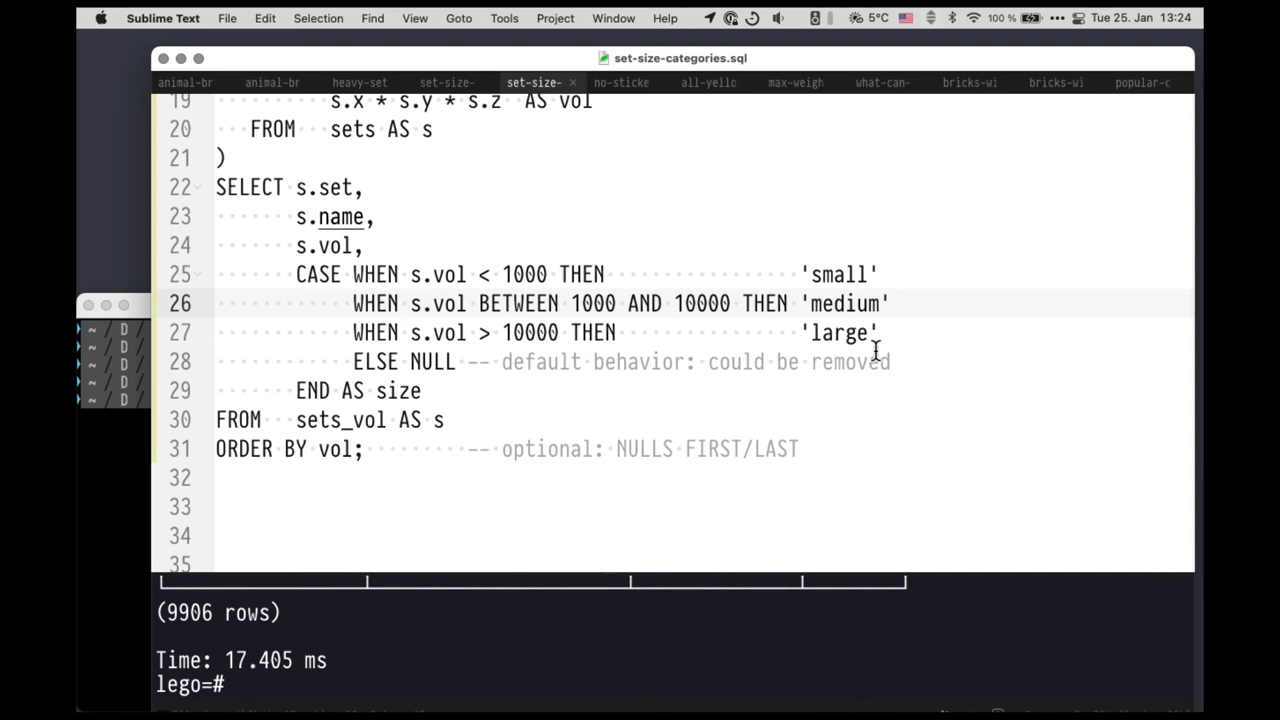 Sublime Text File Edit Selection Find View Goto Tools Project Window Help 5°C 100 % Tue 25. Jan 13:24
set-size-categories.sql
animal-br animal-br heavy-set set-size- set-size- × no-sticke all-yello max-weigh what-can- bricks-wi bricks-wi popular-c
19 s.x * s.y * s.z AS vol
20 FROM sets AS s
21 )
22 SELECT s.set,
23 s.name,
24 s.vol,
25 CASE WHEN s.vol < 1000 THEN 'small'
26 WHEN s.vol BETWEEN 1000 AND 10000 THEN 'medium'
27 WHEN s.vol > 10000 THEN 'large'
28 ELSE NULL -- default behavior: could be removed
29 END AS size
30 FROM sets_vol AS s
31 ORDER BY vol; -- optional: NULLS FIRST/LAST
32
33
34
35
~ / D /
~ / D /
~ / D /
~ / D /
~ / D /
(9906 rows)
Time: 17.405 ms
lego=#